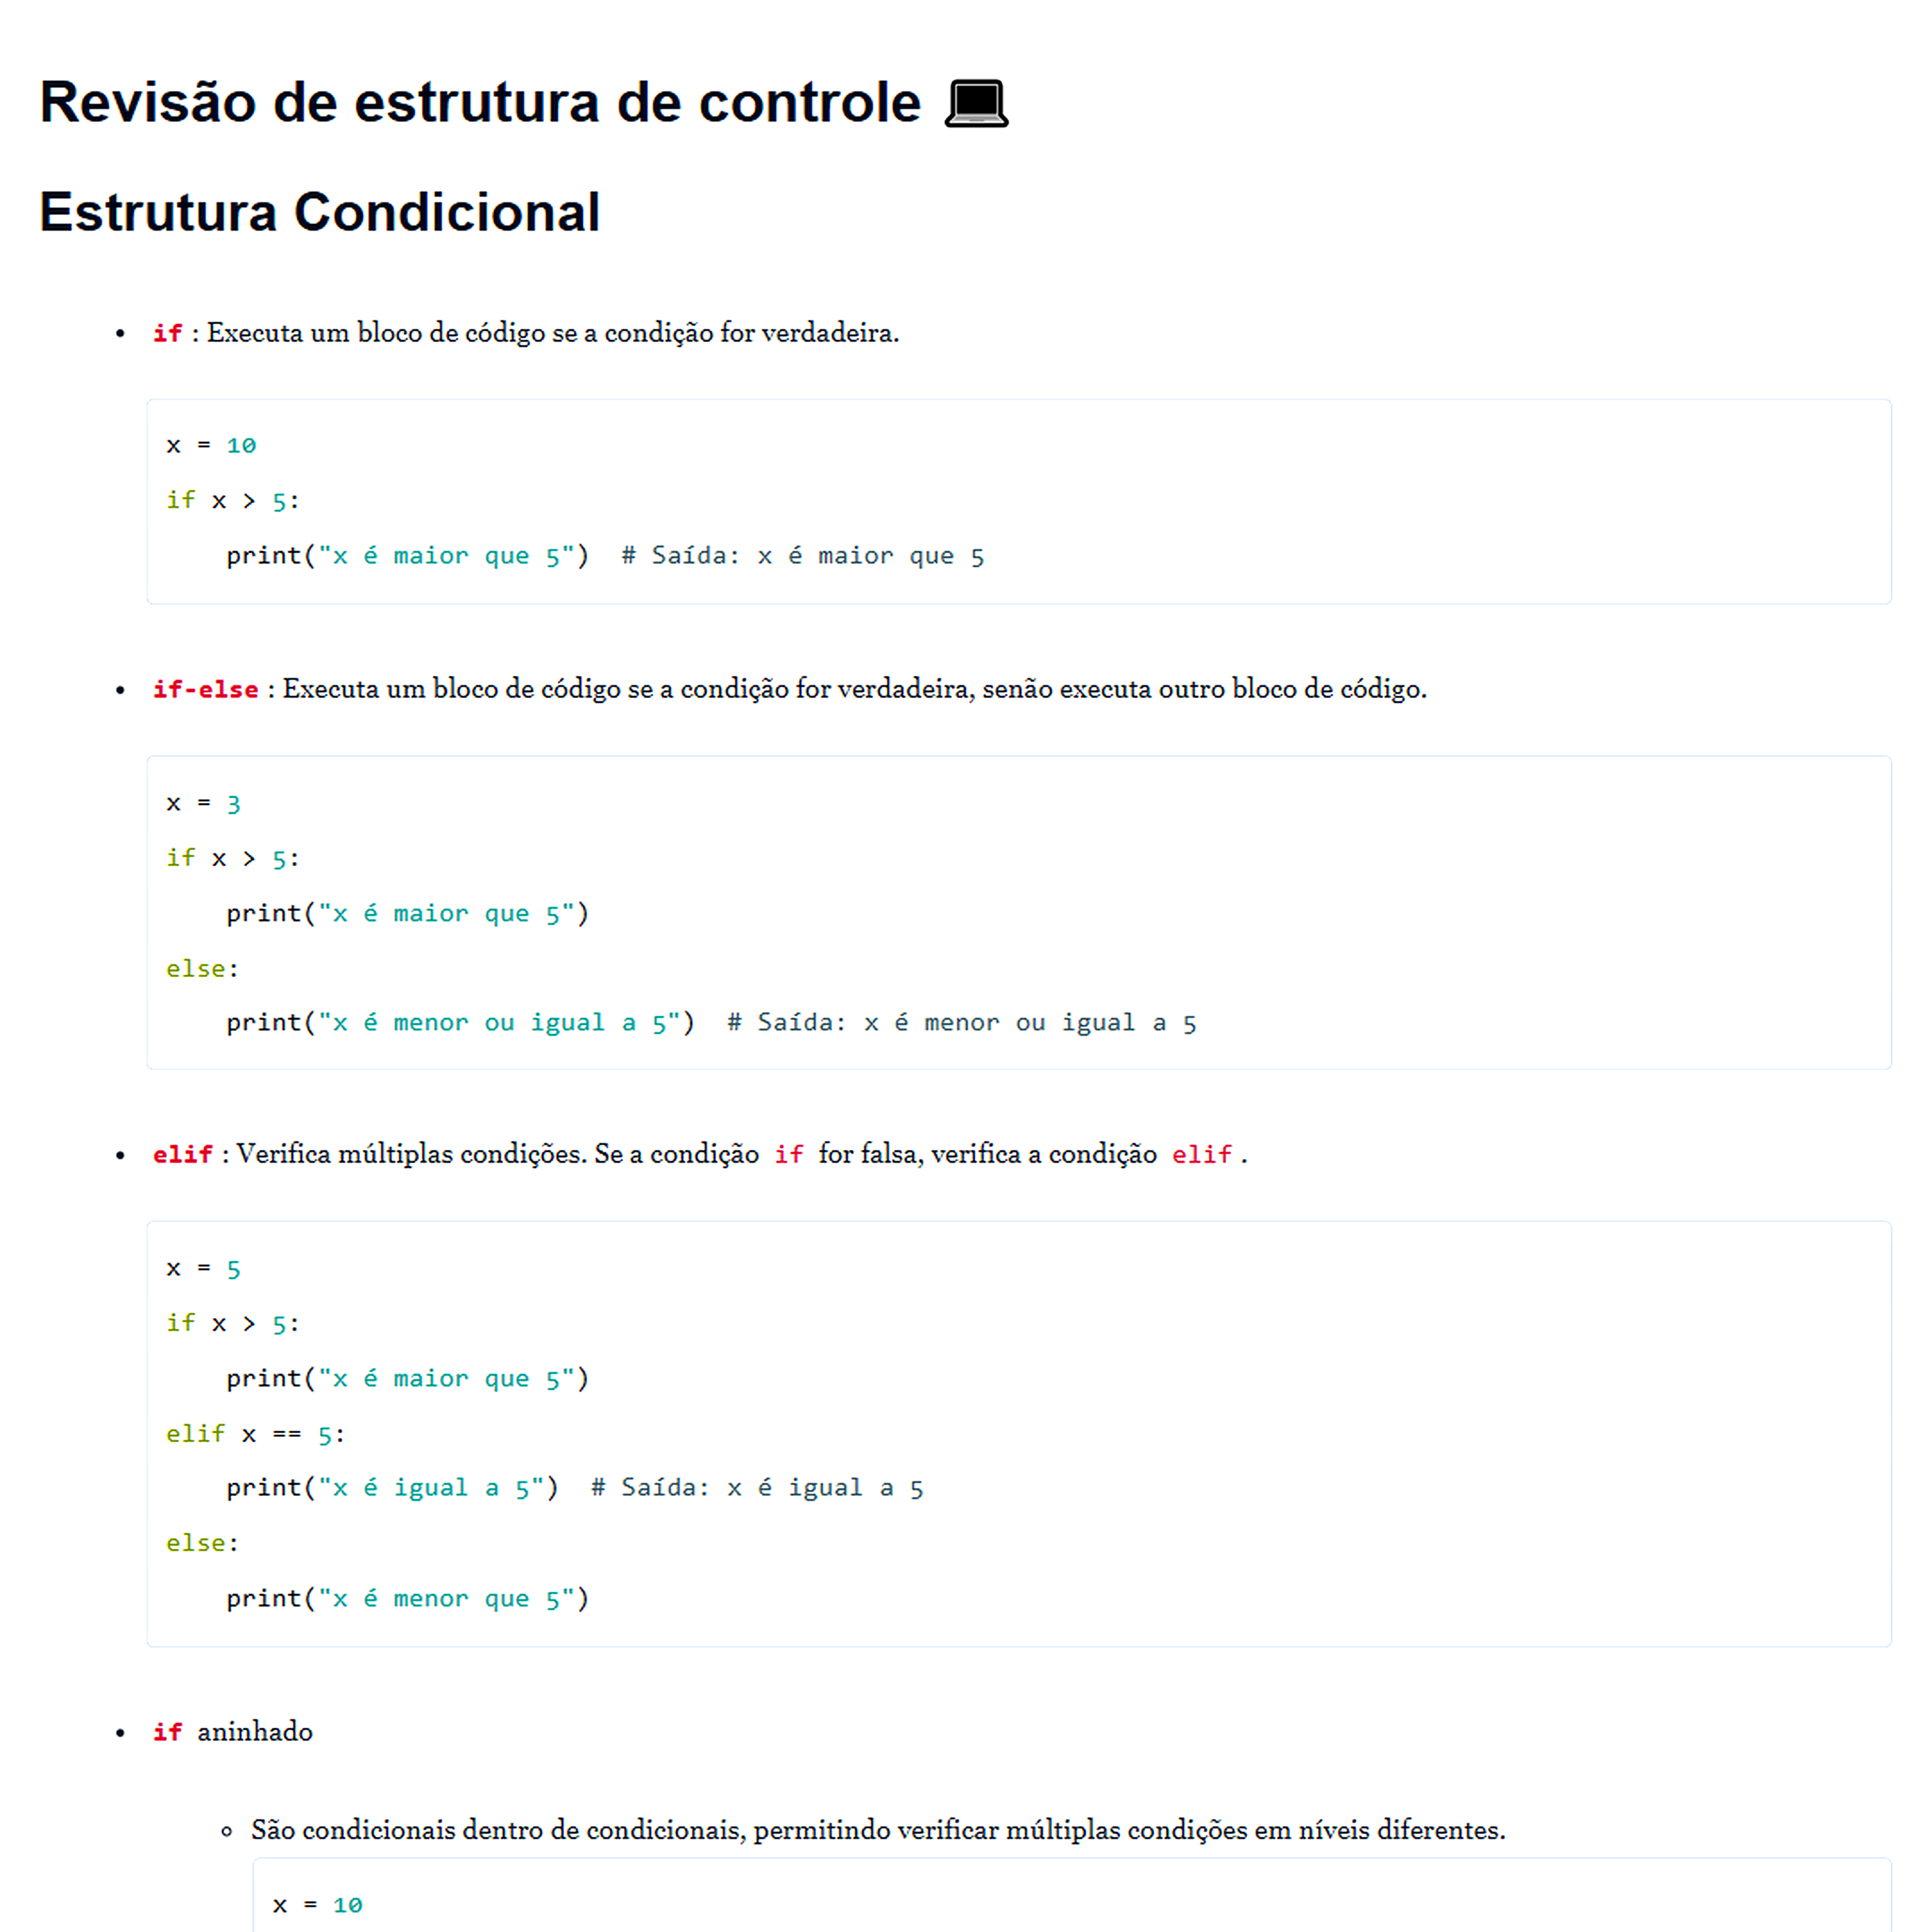 Revisão de estrutura de controle 💻
Estrutura Condicional
• if : Executa um bloco de código se a condição for verdadeira.
x = 10
if x > 5:
    print("x é maior que 5")  # Saída: x é maior que 5
• if-else : Executa um bloco de código se a condição for verdadeira, senão executa outro bloco de código.
x = 3
if x > 5:
    print("x é maior que 5")
else:
    print("x é menor ou igual a 5")  # Saída: x é menor ou igual a 5
• elif : Verifica múltiplas condições. Se a condição if for falsa, verifica a condição elif .
x = 5
if x > 5:
    print("x é maior que 5")
elif x == 5:
    print("x é igual a 5")  # Saída: x é igual a 5
else:
    print("x é menor que 5")
• if aninhado
◦ São condicionais dentro de condicionais, permitindo verificar múltiplas condições em níveis diferentes.
x = 10